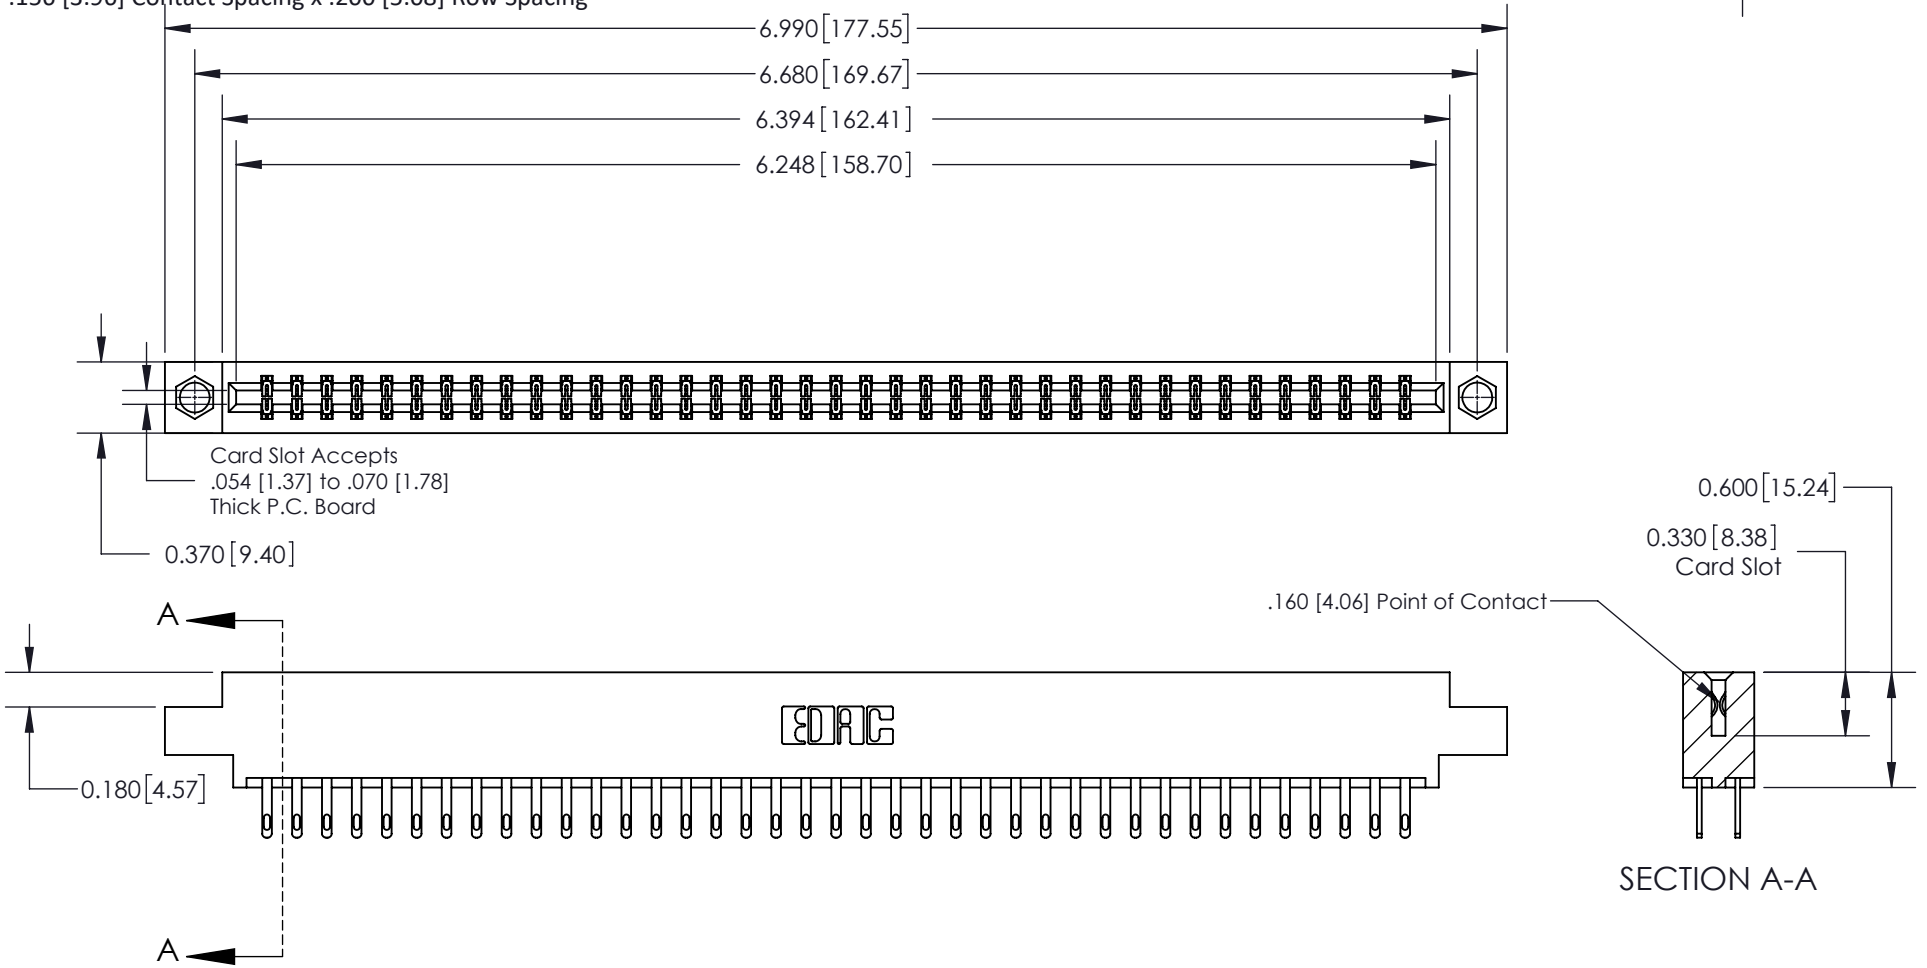 .156 [3.96] Contact Spacing x .200 [5.08] Row Spacing
6.990[177.55]
6.680[169.67]
6.394[162.41]
6.248[158.70]
Card Slot Accepts
.054 [1.37] to .070 [1.78]
Thick P.C. Board
0.370[9.40]
0.600[15.24]
0.330[8.38]
Card Slot
.160 [4.06] Point of Contact
A
0.180[4.57]
EDAC
SECTION A-A
A